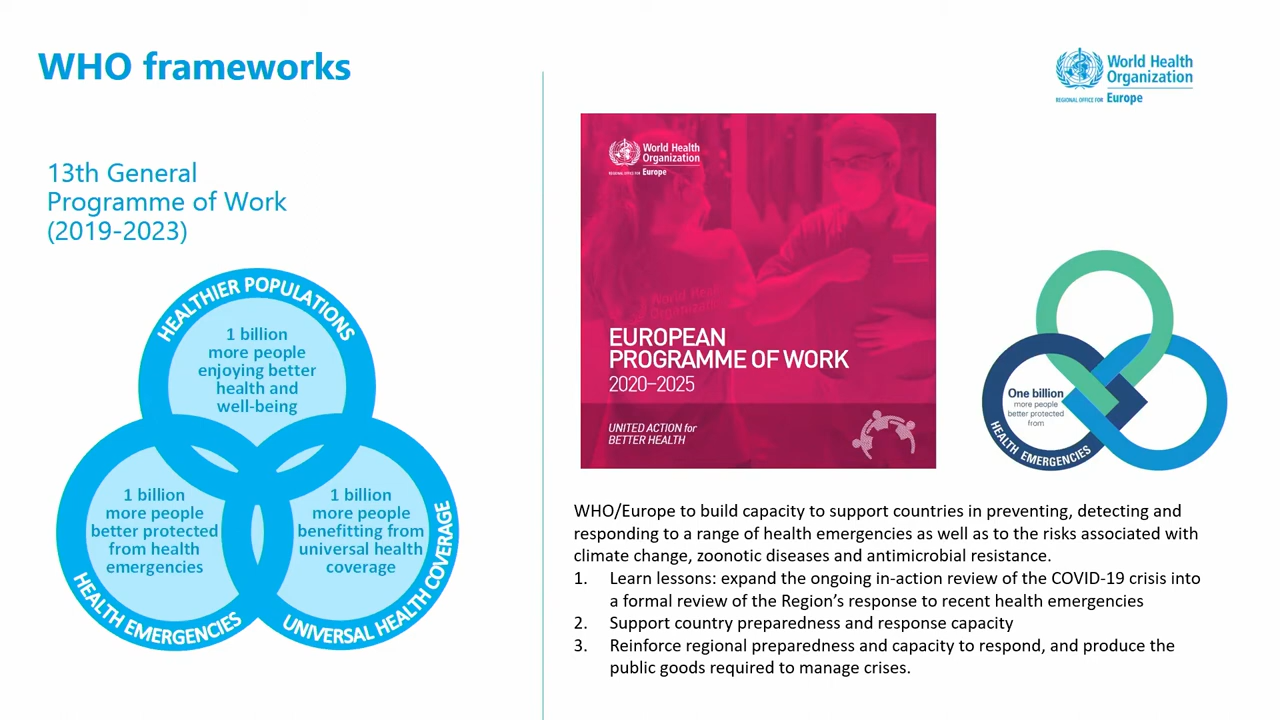 WHO frameworks
World Health
Organization
REGIONAL OFFICE FOR Europe
13th General
Programme of Work
(2019-2023)
HEALTHIER POPULATIONS
1 billion
more people
enjoying better
health and
well-being
1 billion
more people
better protected
from health
emergencies
HEALTH EMERGENCIES
1 billion
more people
benefitting from
universal health
coverage
UNIVERSAL HEALTH COVERAGE
World Health
Organization
REGIONAL OFFICE FOR Europe
World Health
Organization
EUROPEAN
PROGRAMME OF WORK
2020–2025
UNITED ACTION for
BETTER HEALTH
One billion
more people
better protected
from
HEALTH EMERGENCIES
WHO/Europe to build capacity to support countries in preventing, detecting and
responding to a range of health emergencies as well as to the risks associated with
climate change, zoonotic diseases and antimicrobial resistance.
1. Learn lessons: expand the ongoing in-action review of the COVID-19 crisis into
a formal review of the Region's response to recent health emergencies
2. Support country preparedness and response capacity
3. Reinforce regional preparedness and capacity to respond, and produce the
public goods required to manage crises.